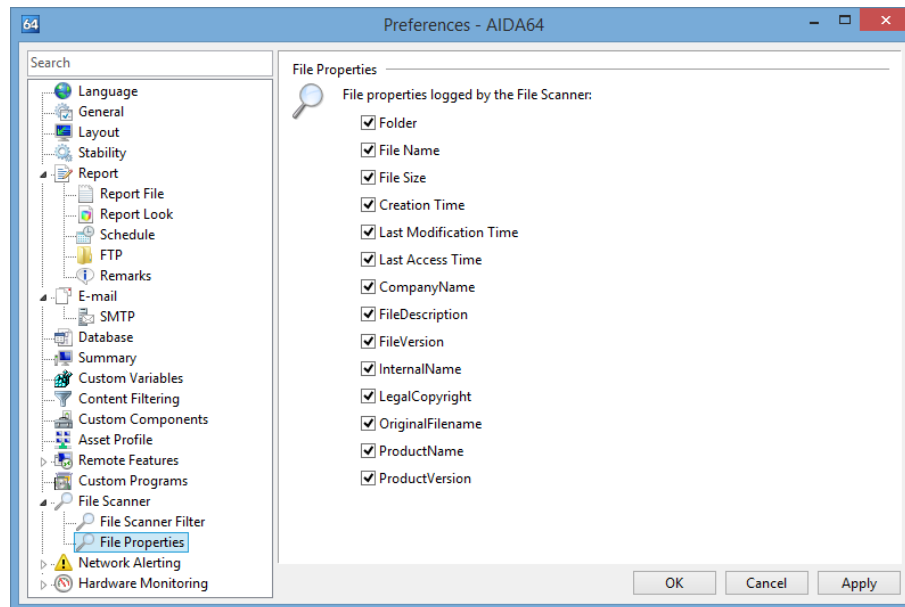 64
Preferences - AIDA64
Search
Language
General
Layout
Stability
Report
Report File
Report Look
Schedule
FTP
Remarks
E-mail
SMTP
Database
Summary
Custom Variables
Content Filtering
Custom Components
Asset Profile
Remote Features
Custom Programs
File Scanner
File Scanner Filter
File Properties
Network Alerting
Hardware Monitoring
File Properties
File properties logged by the File Scanner:
Folder
File Name
File Size
Creation Time
Last Modification Time
Last Access Time
CompanyName
FileDescription
FileVersion
InternalName
LegalCopyright
OriginalFilename
ProductName
ProductVersion
OK
Cancel
Apply